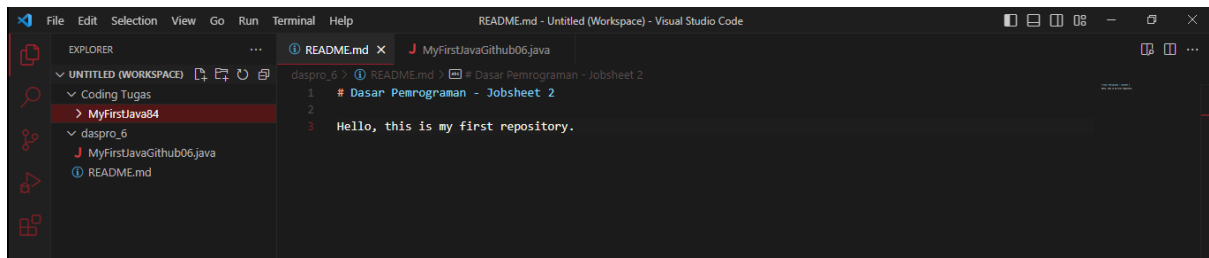 File Edit Selection View Go Run Terminal Help README.md - Untitled (Workspace) - Visual Studio Code
EXPLORER
README.md
MyFirstJavaGithub06.java
UNTITLED (WORKSPACE)
Coding Tugas
MyFirstJava84
daspro_6
MyFirstJavaGithub06.java
README.md
daspro_6 > README.md > # Dasar Pemrograman - Jobsheet 2
1 # Dasar Pemrograman - Jobsheet 2
2
3 Hello, this is my first repository.